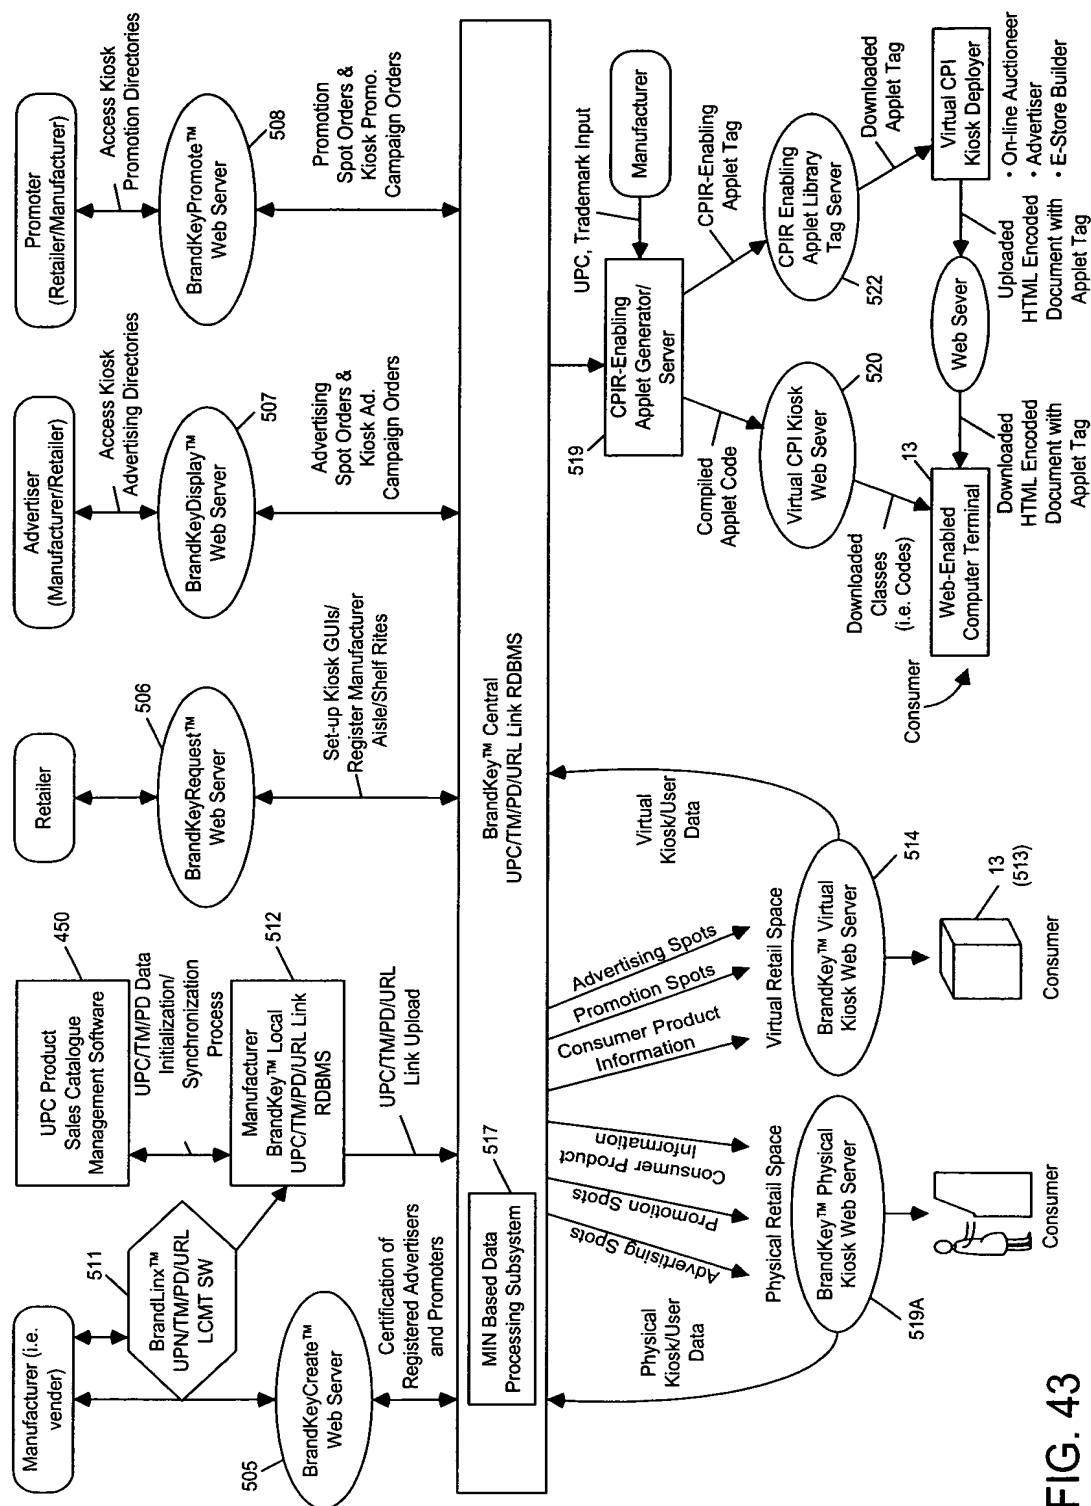 Manufacturer (i.e.
vender)
Retailer
Advertiser
(Manufacturer/Retailer)
Promoter
(Retailer/Manufacturer)
511
BrandLinx™
UPN/TM/PD/URL
LCMT SW
UPC Product
Sales Catalogue
Management Software
450
UPC/TM/PD Data
Initialization/
Synchronization
Process
Manufacturer
BrandKey™ Local
UPC/TM/PD/URL Link
RDBMS
512
UPC/TM/PD/URL
Link Upload
BrandKeyCreate™
Web Server
505
Certification of
Registered Advertisers
and Promoters
BrandKeyRequest™
Web Server
506
Set-up Kiosk GUIs/
Register Manufacturer
Aisle/Shelf Rites
Access Kiosk
Advertising Directories
BrandKeyDisplay™
Web Server
507
Advertising
Spot Orders &
Kiosk Ad.
Campaign Orders
Access Kiosk
Promotion Directories
BrandKeyPromote™
Web Server
508
Promotion
Spot Orders &
Kiosk Promo.
Campaign Orders
BrandKey™ Central
UPC/TM/PD/URL Link RDBMS
MIN Based Data
Processing Subsystem
517
Physical
Kiosk/User
Data
Advertising Spots
Promotion Spots
Consumer Product
Information
Physical Retail Space
BrandKey™ Physical
Kiosk Web Server
519A
Consumer
Consumer Product
Information
Promotion Spots
Advertising Spots
Virtual Retail Space
BrandKey™ Virtual
Kiosk Web Server
514
Virtual
Kiosk/User
Data
13
(513)
Consumer
UPC, Trademark Input
Manufacturer
CPIR-Enabling
Applet Generator/
Server
519
Compiled
Applet Code
CPIR-Enabling
Applet Tag
Virtual CPI Kiosk
Web Sever
520
CPIR Enabling
Applet Library
Tag Server
522
Downloaded
Classes
(i.e. Codes)
Downloaded
Applet Tag
Consumer
Web-Enabled
Computer Terminal
13
Web Sever
Virtual CPI
Kiosk Deployer
• On-line Auctioneer
• Advertiser
• E-Store Builder
Downloaded
HTML Encoded
Document with
Applet Tag
Uploaded
HTML Encoded
Document with
Applet Tag
FIG. 43